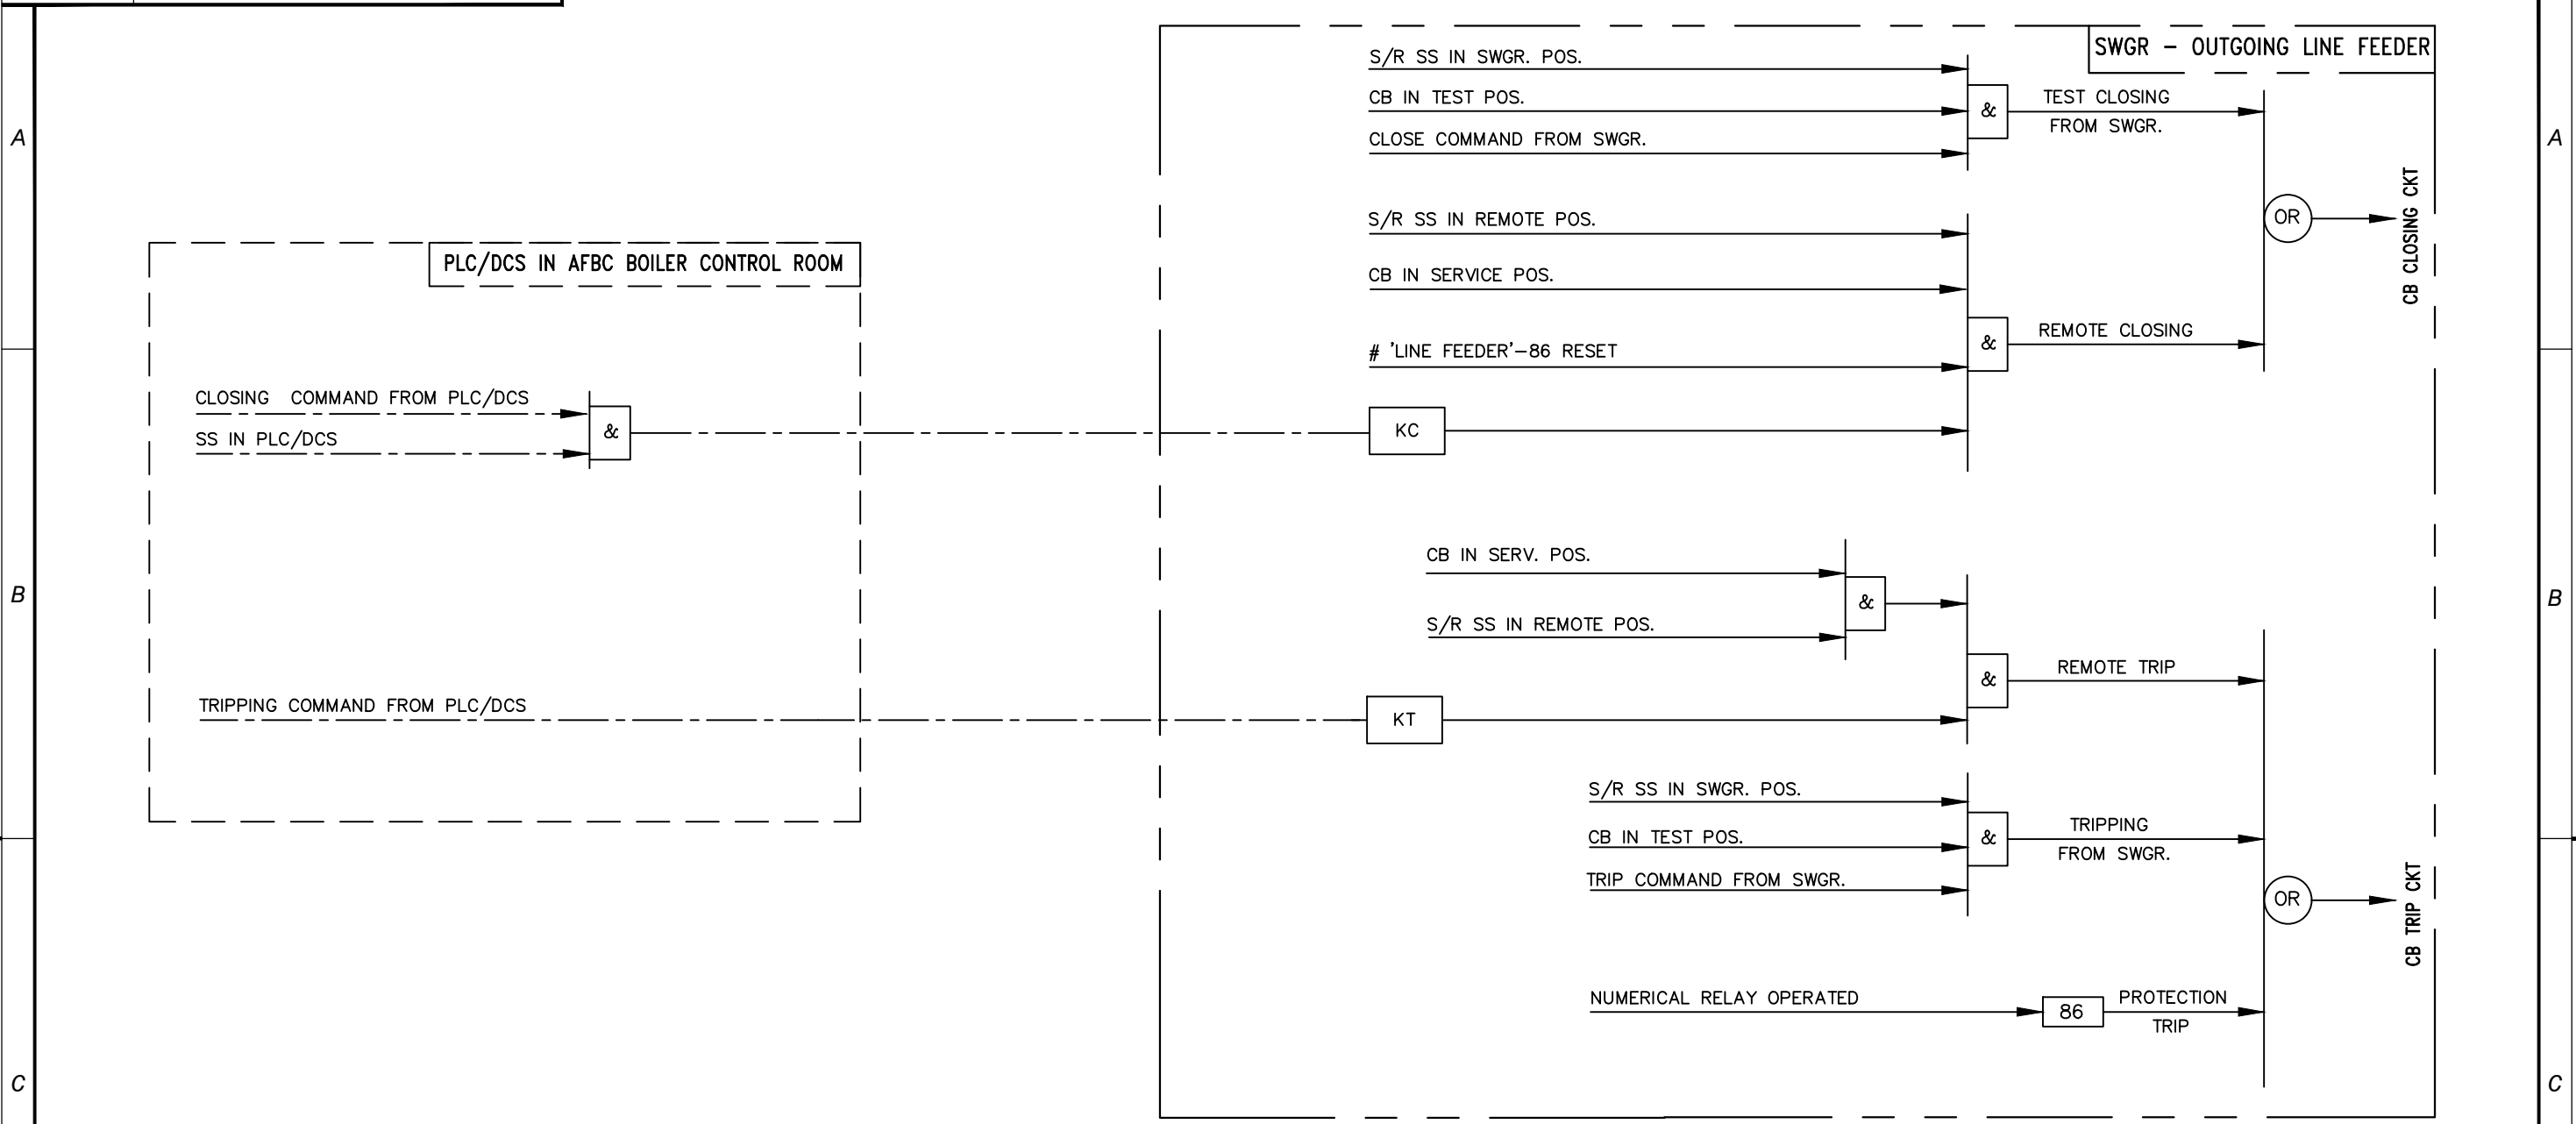 SWGR - OUTGOING LINE FEEDER
S/R SS IN SWGR. POS.
CB IN TEST POS.
CLOSE COMMAND FROM SWGR.
&
TEST CLOSING
FROM SWGR.
A
A
S/R SS IN REMOTE POS.
CB IN SERVICE POS.
# 'LINE FEEDER'-86 RESET
KC
&
REMOTE CLOSING
OR
CB CLOSING CKT
PLC/DCS IN AFBC BOILER CONTROL ROOM
CLOSING COMMAND FROM PLC/DCS
SS IN PLC/DCS
&
TRIPPING COMMAND FROM PLC/DCS
B
B
CB IN SERV. POS.
S/R SS IN REMOTE POS.
&
KT
&
REMOTE TRIP
S/R SS IN SWGR. POS.
CB IN TEST POS.
TRIP COMMAND FROM SWGR.
&
TRIPPING
FROM SWGR.
OR
CB TRIP CKT
NUMERICAL RELAY OPERATED
86
PROTECTION
TRIP
C
C